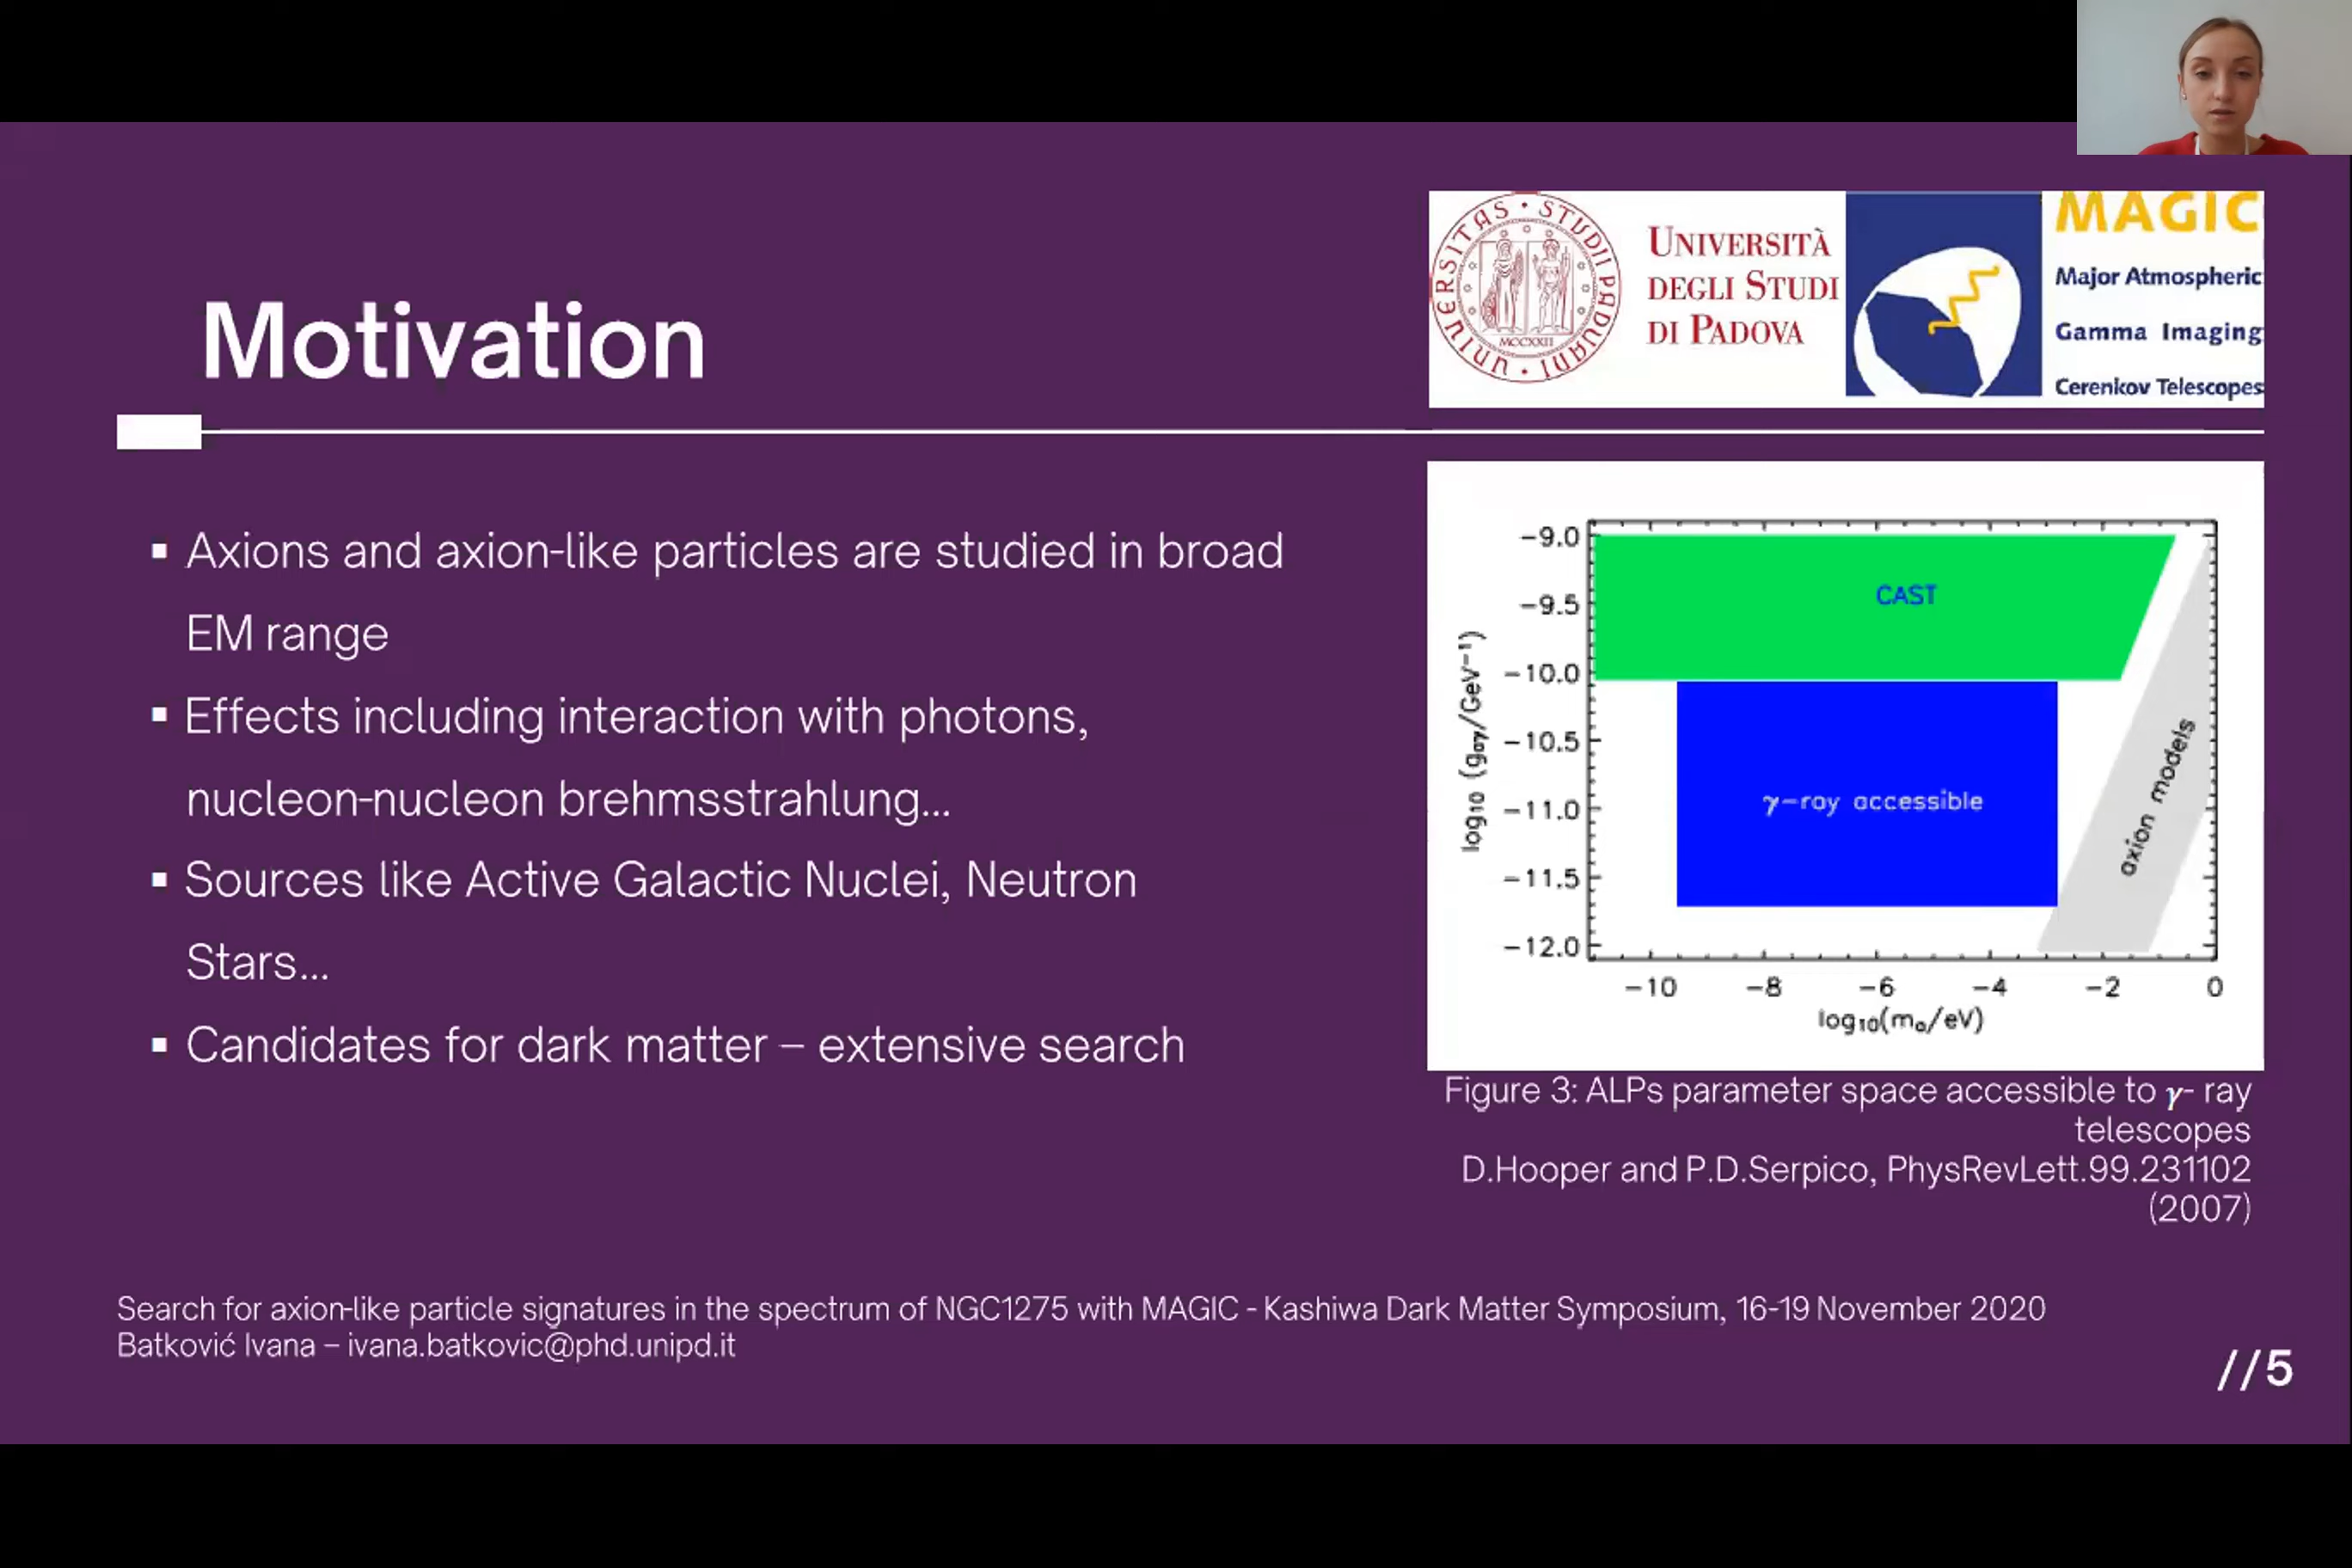 Motivation
UNIVERSITÀ
DEGLI STUDI
DI PADOVA
UNIVERSITAS STUDII PADUANI
MCCXXII
MAGIC
Major Atmospheric
Gamma Imaging
Cerenkov Telescopes
▪ Axions and axion-like particles are studied in broad
EM range
▪ Effects including interaction with photons,
nucleon-nucleon brehmsstrahlung...
▪ Sources like Active Galactic Nuclei, Neutron
Stars...
▪ Candidates for dark matter – extensive search
log₁₀ (gₐγ/GeV⁻¹)
−9.0
−9.5
−10.0
−10.5
−11.0
−11.5
−12.0
CAST
γ−ray accessible
axion models
−10 −8 −6 −4 −2 0
log₁₀(mₐ/eV)
Figure 3: ALPs parameter space accessible to γ- ray
telescopes
D.Hooper and P.D.Serpico, PhysRevLett.99.231102
(2007)
Search for axion-like particle signatures in the spectrum of NGC1275 with MAGIC - Kashiwa Dark Matter Symposium, 16-19 November 2020
Batković Ivana – ivana.batkovic@phd.unipd.it
//5